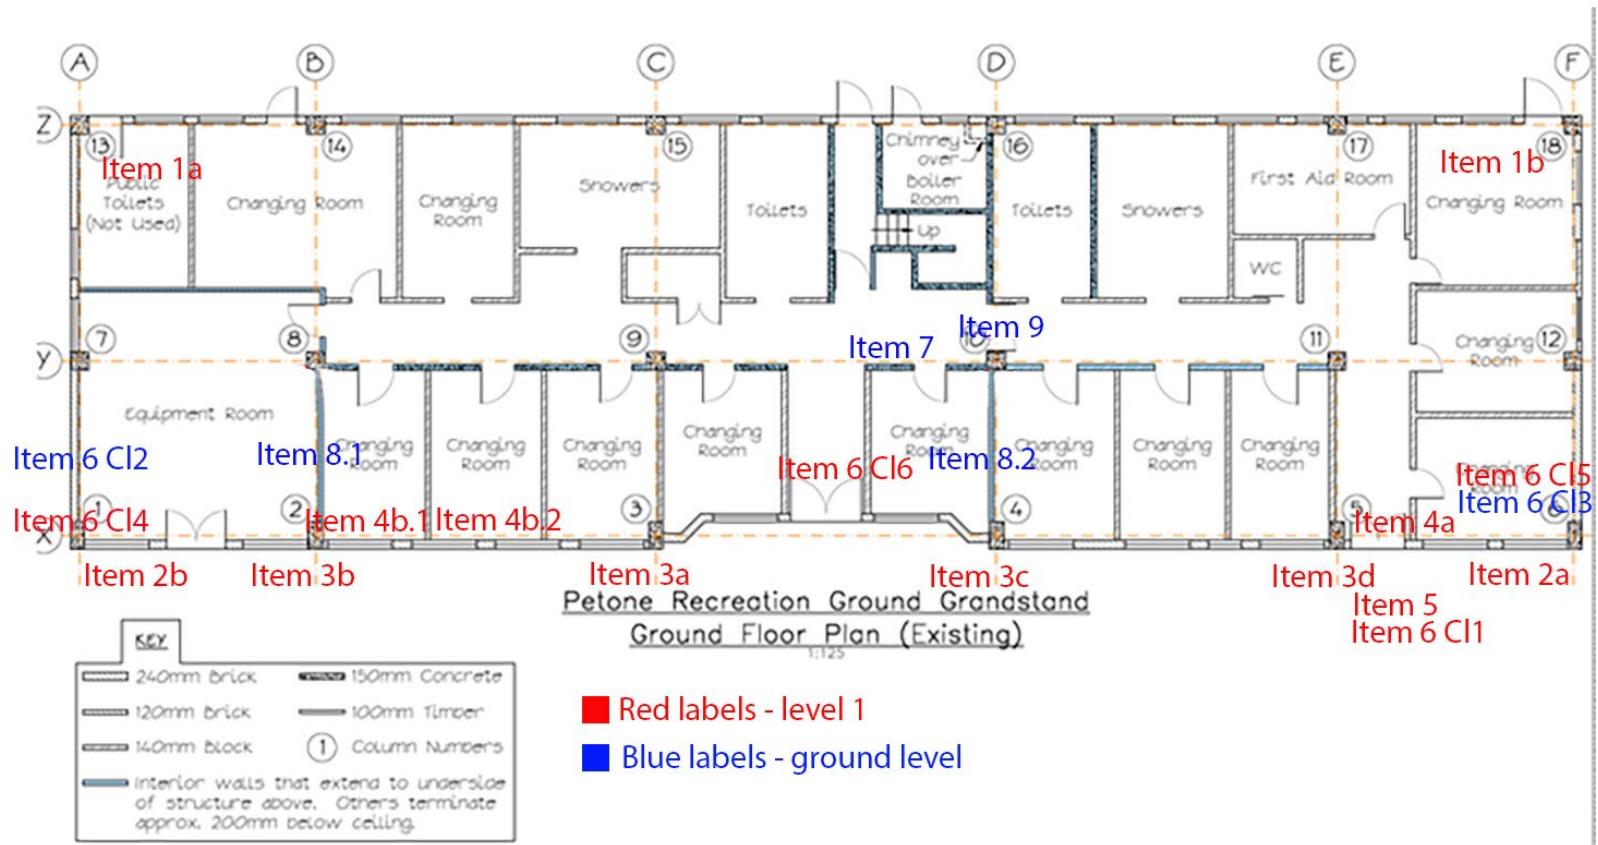 A B C D E F
Z
13 14 15 16 17 18
Item 1a
Public
Toilets
(Not Used)
Changing Room
Changing
Room
Showers
Toilets
Chimney
over
Boiler
Room
Up
Toilets
Showers
First Aid Room
WC
Item 1b
Changing Room
7 8 9 10 11 12
Y
Item 7
Item 9
Changing
Room
Equipment Room
Item 6 Cl2
Item 8.1
Changing
Room
Changing
Room
Changing
Room
Changing
Room
Item 6 Cl6
Changing
Room
Item 8.2
Changing
Room
Changing
Room
Changing
Room
Changing
Room
Item 6 Cl5
Item 6 Cl3
1 2 3 4 5 6
X
Item 6 Cl4
Item 4b.1
Item 4b.2
Item 4a
Item 2b
Item 3b
Item 3a
Item 3c
Item 3d
Item 2a
Item 5
Item 6 Cl1
Petone Recreation Ground Grandstand
Ground Floor Plan (Existing)
1:125
KEY
240mm Brick
150mm Concrete
120mm Brick
100mm Timber
140mm Block
1 Column Numbers
Interior walls that extend to underside
of structure above. Others terminate
approx. 200mm below ceiling.
Red labels - level 1
Blue labels - ground level